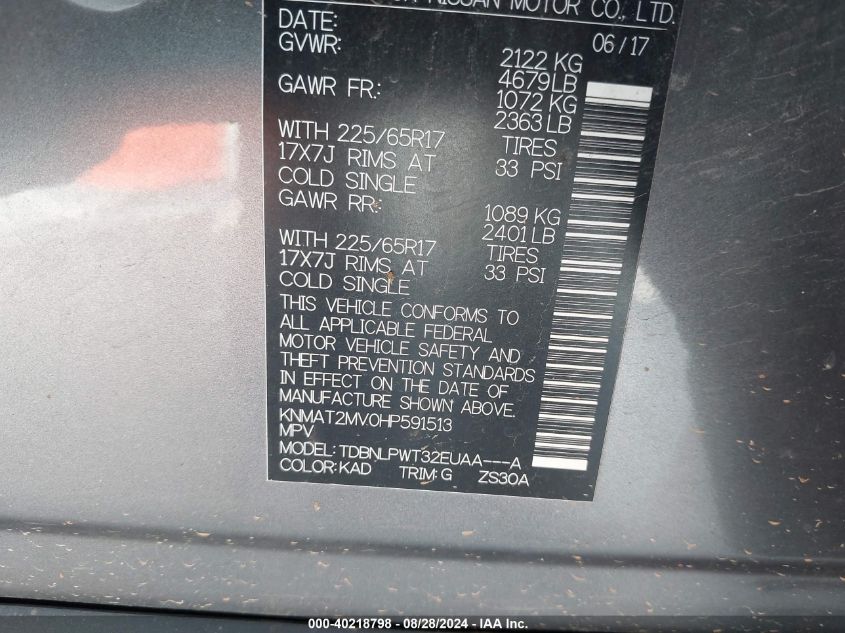 NISSAN MOTOR CO., LTD.
DATE: 06/17
GVWR: 2122 KG
4679LB
GAWR FR: 1072 KG
2363 LB
WITH 225/65R17 TIRES
17X7J RIMS AT 33 PSI
COLD SINGLE
GAWR RR: 1089 KG
2401 LB
WITH 225/65R17 TIRES
17X7J RIMS AT 33 PSI
COLD SINGLE
THIS VEHICLE CONFORMS TO
ALL APPLICABLE FEDERAL
MOTOR VEHICLE SAFETY AND
THEFT PREVENTION STANDARDS
IN EFFECT ON THE DATE OF
MANUFACTURE SHOWN ABOVE.
KNMAT2MV0HP591513
MPV
MODEL: TDBNLPWT32EUAA---A
COLOR: KAD TRIM: G ZS30A
000-40218798 - 08/28/2024 - IAA Inc.